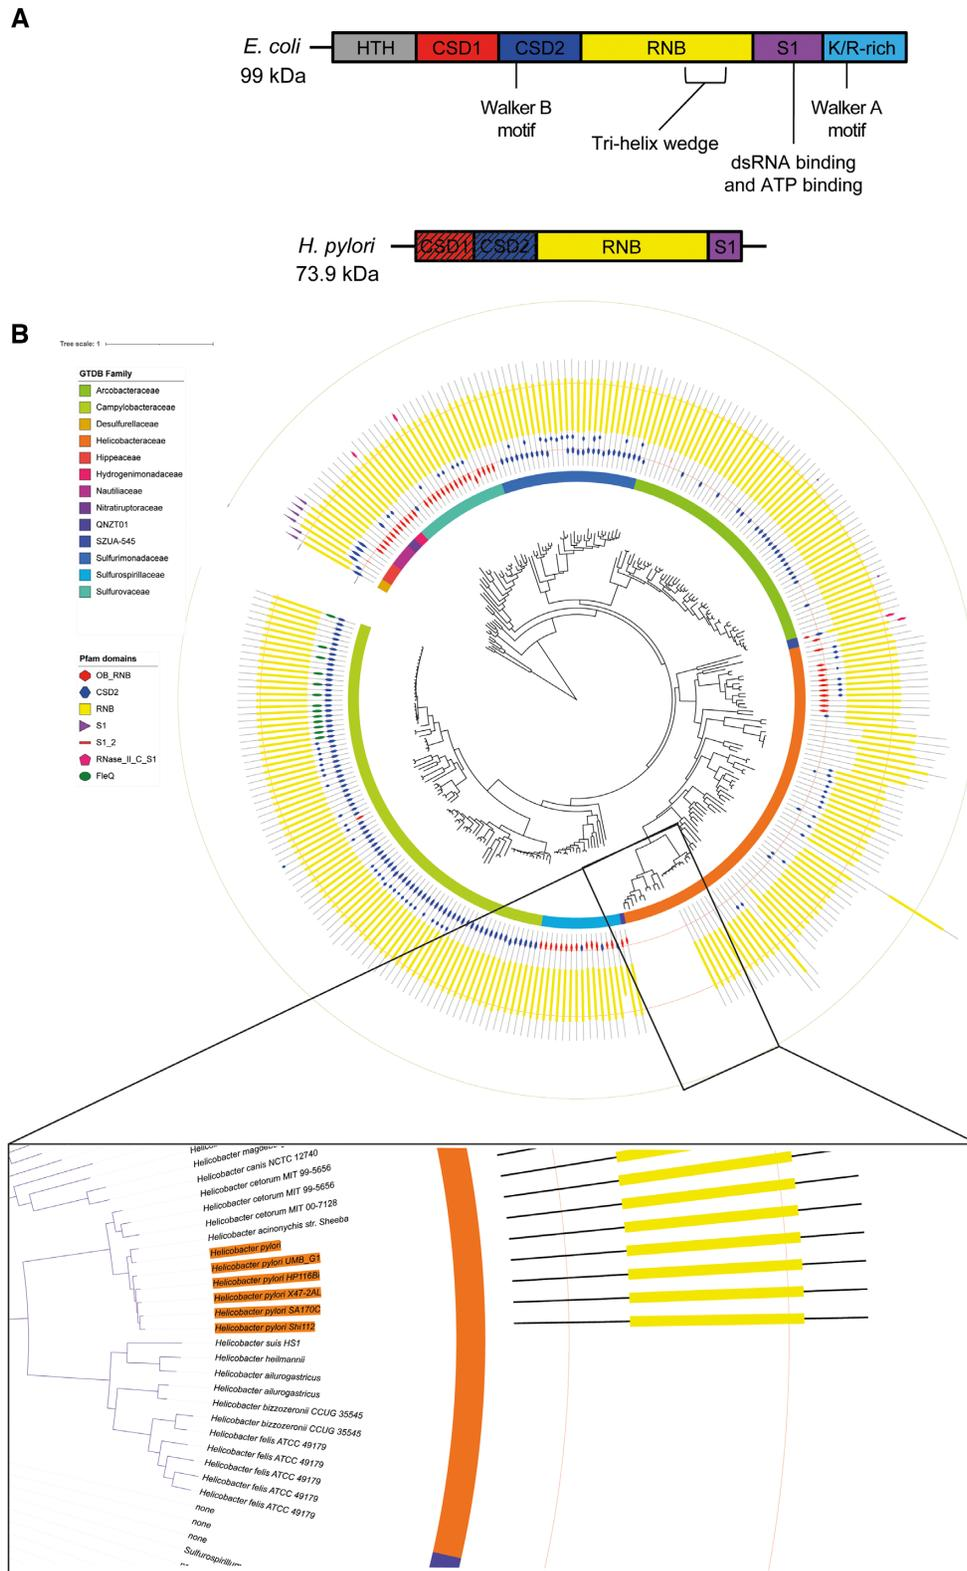 A
E. coli
99 kDa
HTH CSD1 CSD2 RNB S1 K/R-rich
Walker B
motif
Tri-helix wedge
dsRNA binding
and ATP binding
Walker A
motif
H. pylori
73.9 kDa
CSD1 CSD2 RNB S1
B
Tree scale: 1
GTDB Family
Arcobacteraceae
Campylobacteraceae
Desulfurellaceae
Helicobacteraceae
Hippeaceae
Hydrogenimonadaceae
Nautiliaceae
Nitratiruptoraceae
QNZT01
SZUA-545
Sulfurimonadaceae
Sulfurospirillaceae
Sulfurovaceae
Pfam domains
OB_RNB
CSD2
RNB
S1
S1_2
RNase_II_C_S1
FleQ
Helicobacter canis NCTC 12740
Helicobacter cetorum MIT 99-5656
Helicobacter cetorum MIT 99-5656
Helicobacter cetorum MIT 00-7128
Helicobacter acinonychis str. Sheeba
Helicobacter pylori
Helicobacter pylori UMB_G1
Helicobacter pylori HP116Bi
Helicobacter pylori X47-2AL
Helicobacter pylori SA170C
Helicobacter pylori Shi112
Helicobacter suis HS1
Helicobacter heilmannii
Helicobacter ailurogastricus
Helicobacter ailurogastricus
Helicobacter bizzozeronii CCUG 35545
Helicobacter bizzozeronii CCUG 35545
Helicobacter felis ATCC 49179
Helicobacter felis ATCC 49179
Helicobacter felis ATCC 49179
Helicobacter felis ATCC 49179
Helicobacter felis ATCC 49179
none
none
none